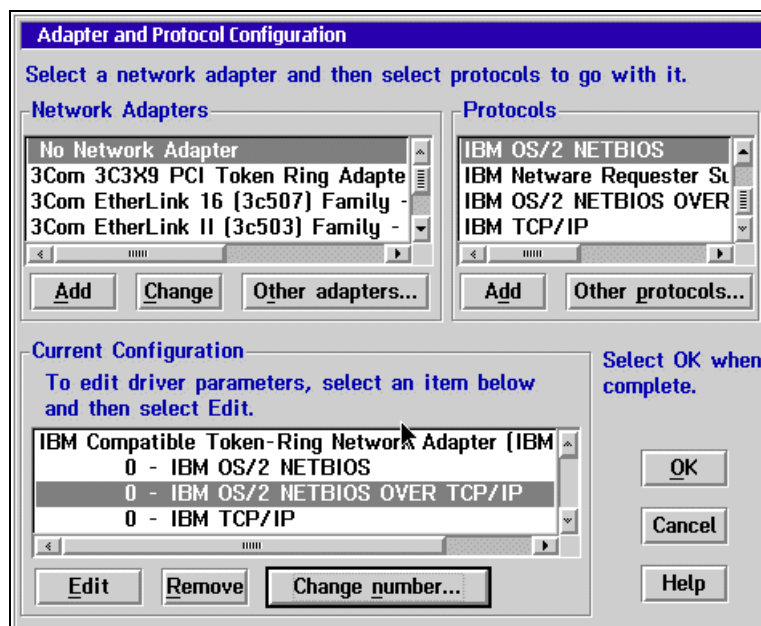 Adapter and Protocol Configuration
Select a network adapter and then select protocols to go with it.
Network Adapters
No Network Adapter
3Com 3C3X9 PCI Token Ring Adapte
3Com EtherLink 16 (3c507) Family -
3Com EtherLink II (3c503) Family -
Add
Change
Other adapters...
Protocols
IBM OS/2 NETBIOS
IBM Netware Requester Su
IBM OS/2 NETBIOS OVER
IBM TCP/IP
Add
Other protocols...
Current Configuration
To edit driver parameters, select an item below
and then select Edit.
IBM Compatible Token-Ring Network Adapter (IBM
0 - IBM OS/2 NETBIOS
0 - IBM OS/2 NETBIOS OVER TCP/IP
0 - IBM TCP/IP
Edit
Remove
Change number...
Select OK when
complete.
OK
Cancel
Help